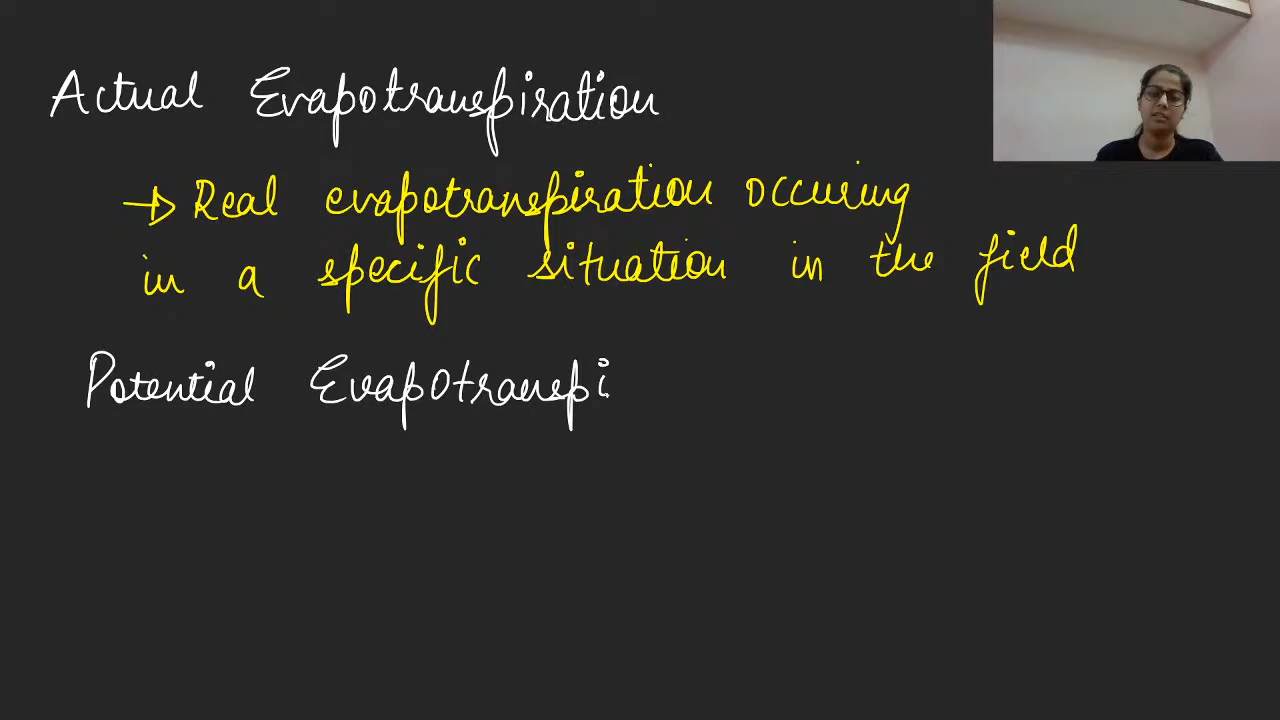 Actual Evapotranspiration
→ Real evapotranspiration occuring
in a specific situation in the field
Potential Evapotranspi